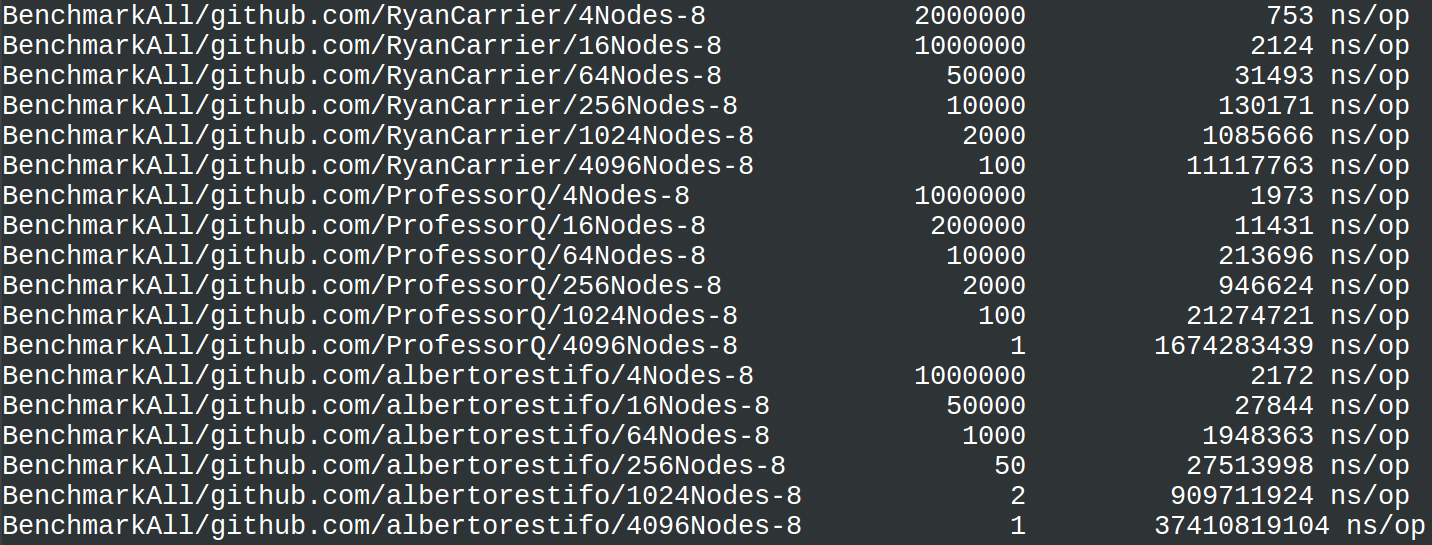 BenchmarkAll/github.com/RyanCarrier/4Nodes-8 2000000 753 ns/op
BenchmarkAll/github.com/RyanCarrier/16Nodes-8 1000000 2124 ns/op
BenchmarkAll/github.com/RyanCarrier/64Nodes-8 50000 31493 ns/op
BenchmarkAll/github.com/RyanCarrier/256Nodes-8 10000 130171 ns/op
BenchmarkAll/github.com/RyanCarrier/1024Nodes-8 2000 1085666 ns/op
BenchmarkAll/github.com/RyanCarrier/4096Nodes-8 100 11117763 ns/op
BenchmarkAll/github.com/ProfessorQ/4Nodes-8 1000000 1973 ns/op
BenchmarkAll/github.com/ProfessorQ/16Nodes-8 200000 11431 ns/op
BenchmarkAll/github.com/ProfessorQ/64Nodes-8 10000 213696 ns/op
BenchmarkAll/github.com/ProfessorQ/256Nodes-8 2000 946624 ns/op
BenchmarkAll/github.com/ProfessorQ/1024Nodes-8 100 21274721 ns/op
BenchmarkAll/github.com/ProfessorQ/4096Nodes-8 1 1674283439 ns/op
BenchmarkAll/github.com/albertorestifo/4Nodes-8 1000000 2172 ns/op
BenchmarkAll/github.com/albertorestifo/16Nodes-8 50000 27844 ns/op
BenchmarkAll/github.com/albertorestifo/64Nodes-8 1000 1948363 ns/op
BenchmarkAll/github.com/albertorestifo/256Nodes-8 50 27513998 ns/op
BenchmarkAll/github.com/albertorestifo/1024Nodes-8 2 909711924 ns/op
BenchmarkAll/github.com/albertorestifo/4096Nodes-8 1 37410819104 ns/op